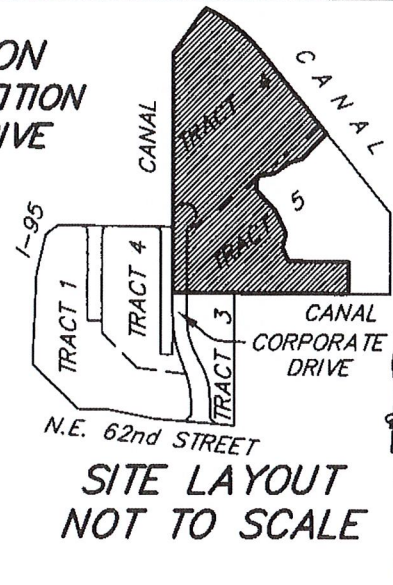 ON
ITION
IVE
CANAL
CANAL
TRACT
TRACT 5
I-95
TRACT 1
TRACT 4
TRACT 3
CANAL
CORPORATE
DRIVE
N.E. 62nd STREET
SITE LAYOUT
NOT TO SCALE